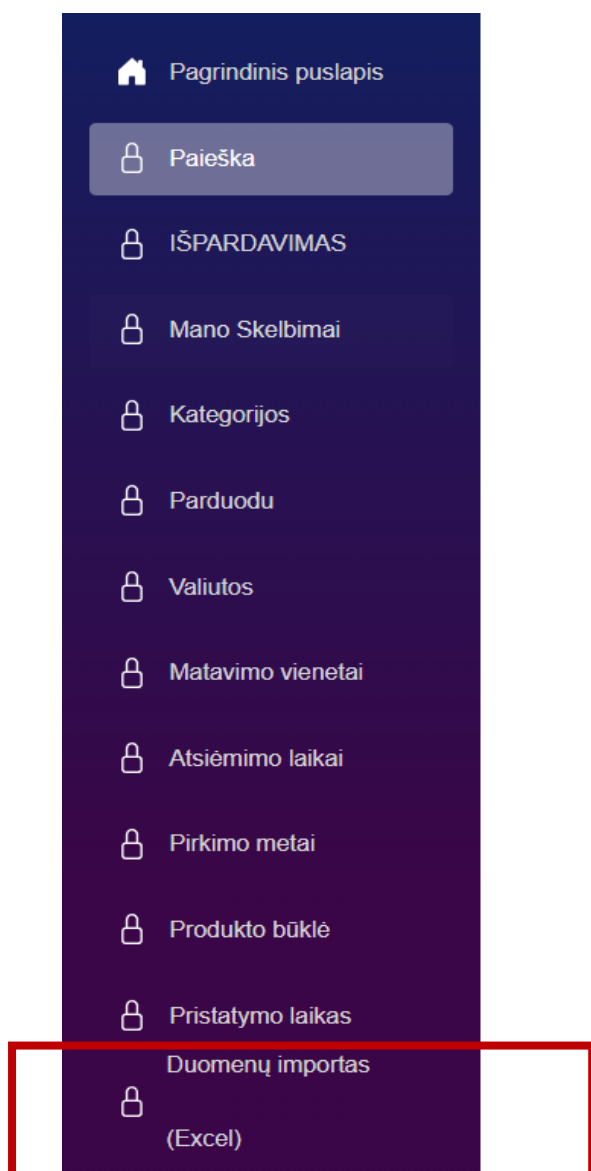 Pagrindinis puslapis
Paieška
IŠPARDAVIMAS
Mano Skelbimai
Kategorijos
Parduodu
Valiutos
Matavimo vienetai
Atsiėmimo laikai
Pirkimo metai
Produkto būklė
Pristatymo laikas
Duomenų importas
(Excel)